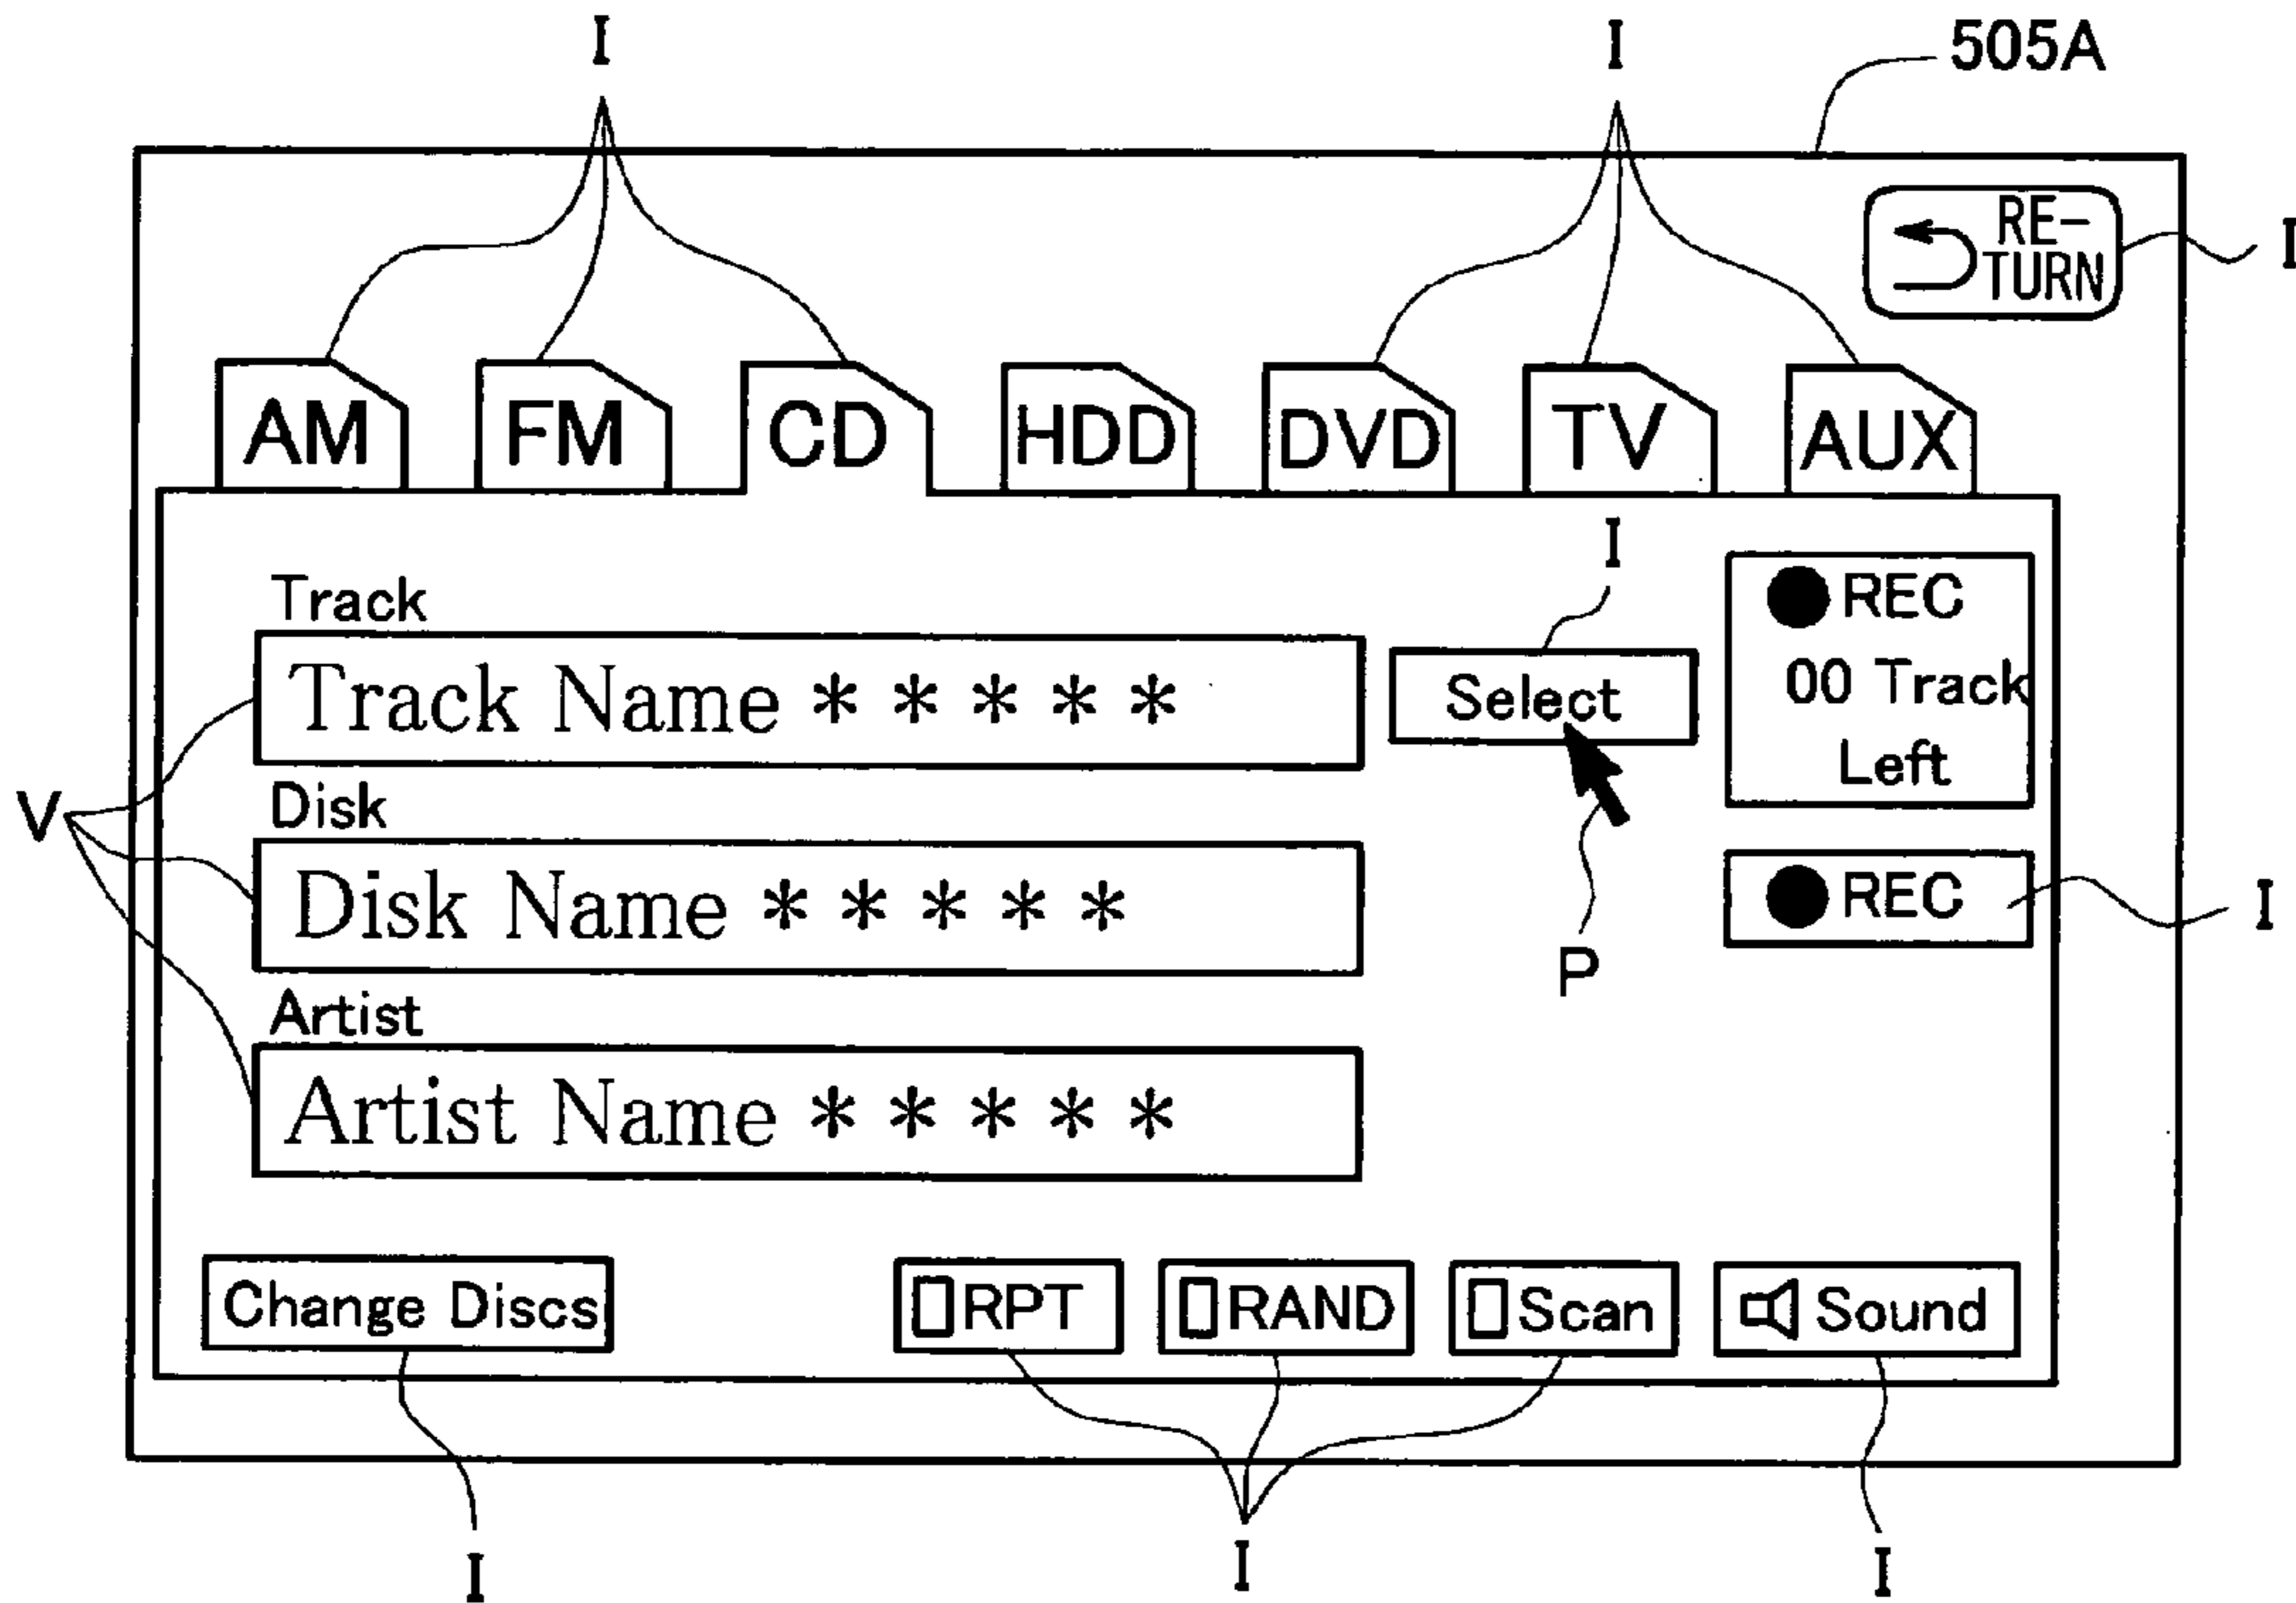 I I 505A
RE-
TURN I
AM FM CD HDD DVD TV AUX
I
Track
Track Name * * * * *
Select
REC
00 Track
Left
V
Disk
Disk Name * * * * *
REC
I
P
Artist
Artist Name * * * * *
Change Discs RPT RAND Scan Sound
I I I